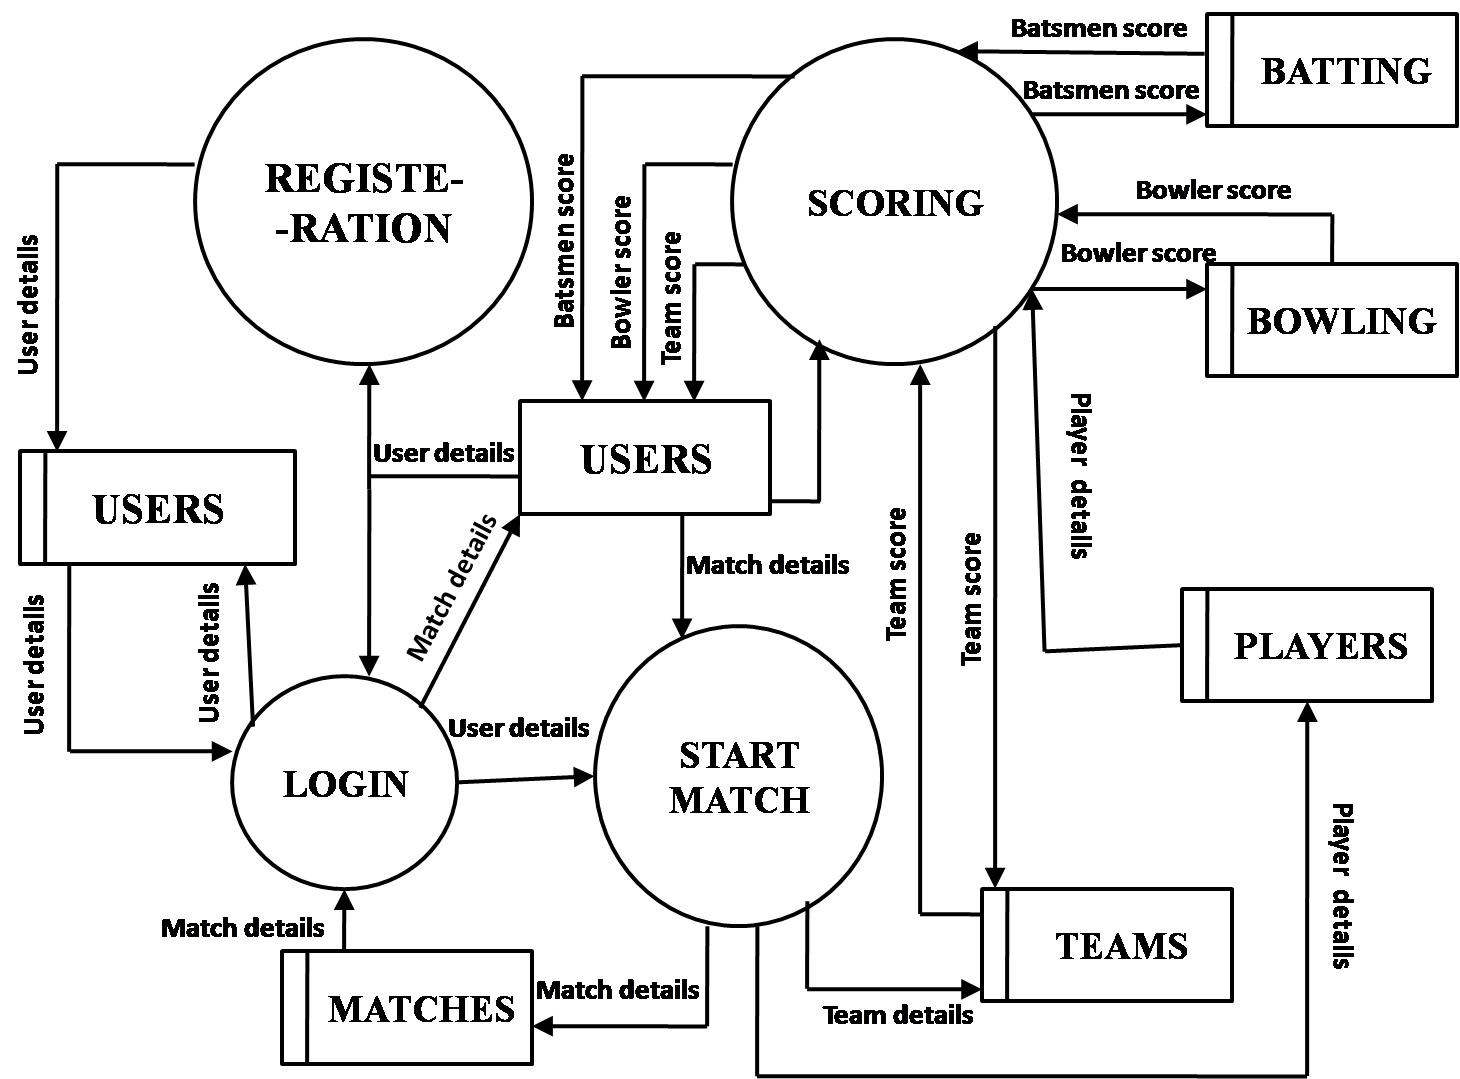 Batsmen score
BATTING
Batsmen score
REGISTE-
-RATION
SCORING
Bowler score
Bowler score
BOWLING
User details
Batsmen score
Bowler score
Team score
User details
USERS
USERS
Player details
Match details
Match details
Team score
Team score
User details
User details
PLAYERS
User details
START
MATCH
LOGIN
Player details
Match details
TEAMS
MATCHES
Match details
Team details